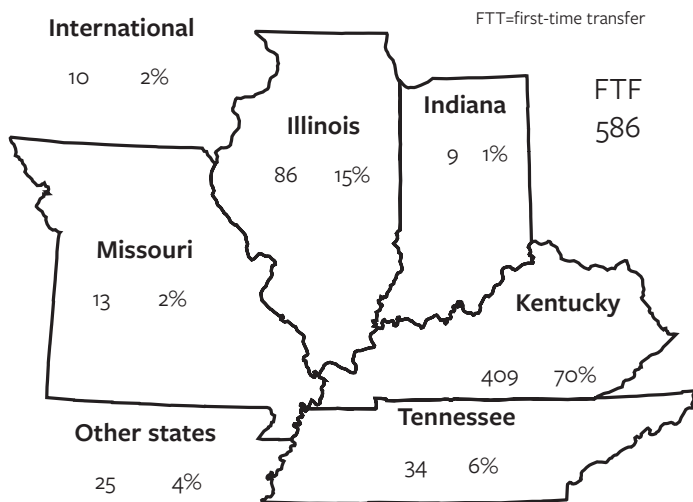 FTT=first-time transfer
International
10 2%
FTF
586
Illinois
86 15%
Indiana
9 1%
Missouri
13 2%
Kentucky
409 70%
Other states
25 4%
Tennessee
34 6%